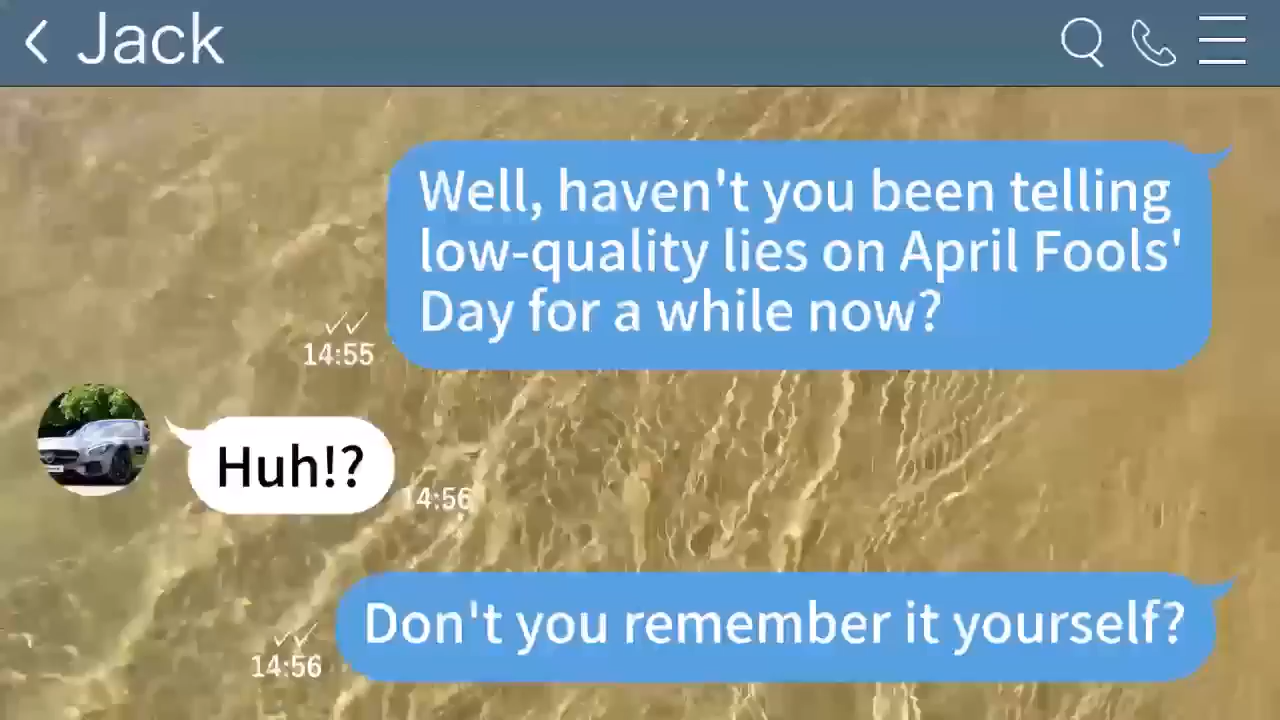 Jack
Well, haven't you been telling
low-quality lies on April Fools'
Day for a while now?
14:55
Huh!?
14:56
Don't you remember it yourself?
14:56